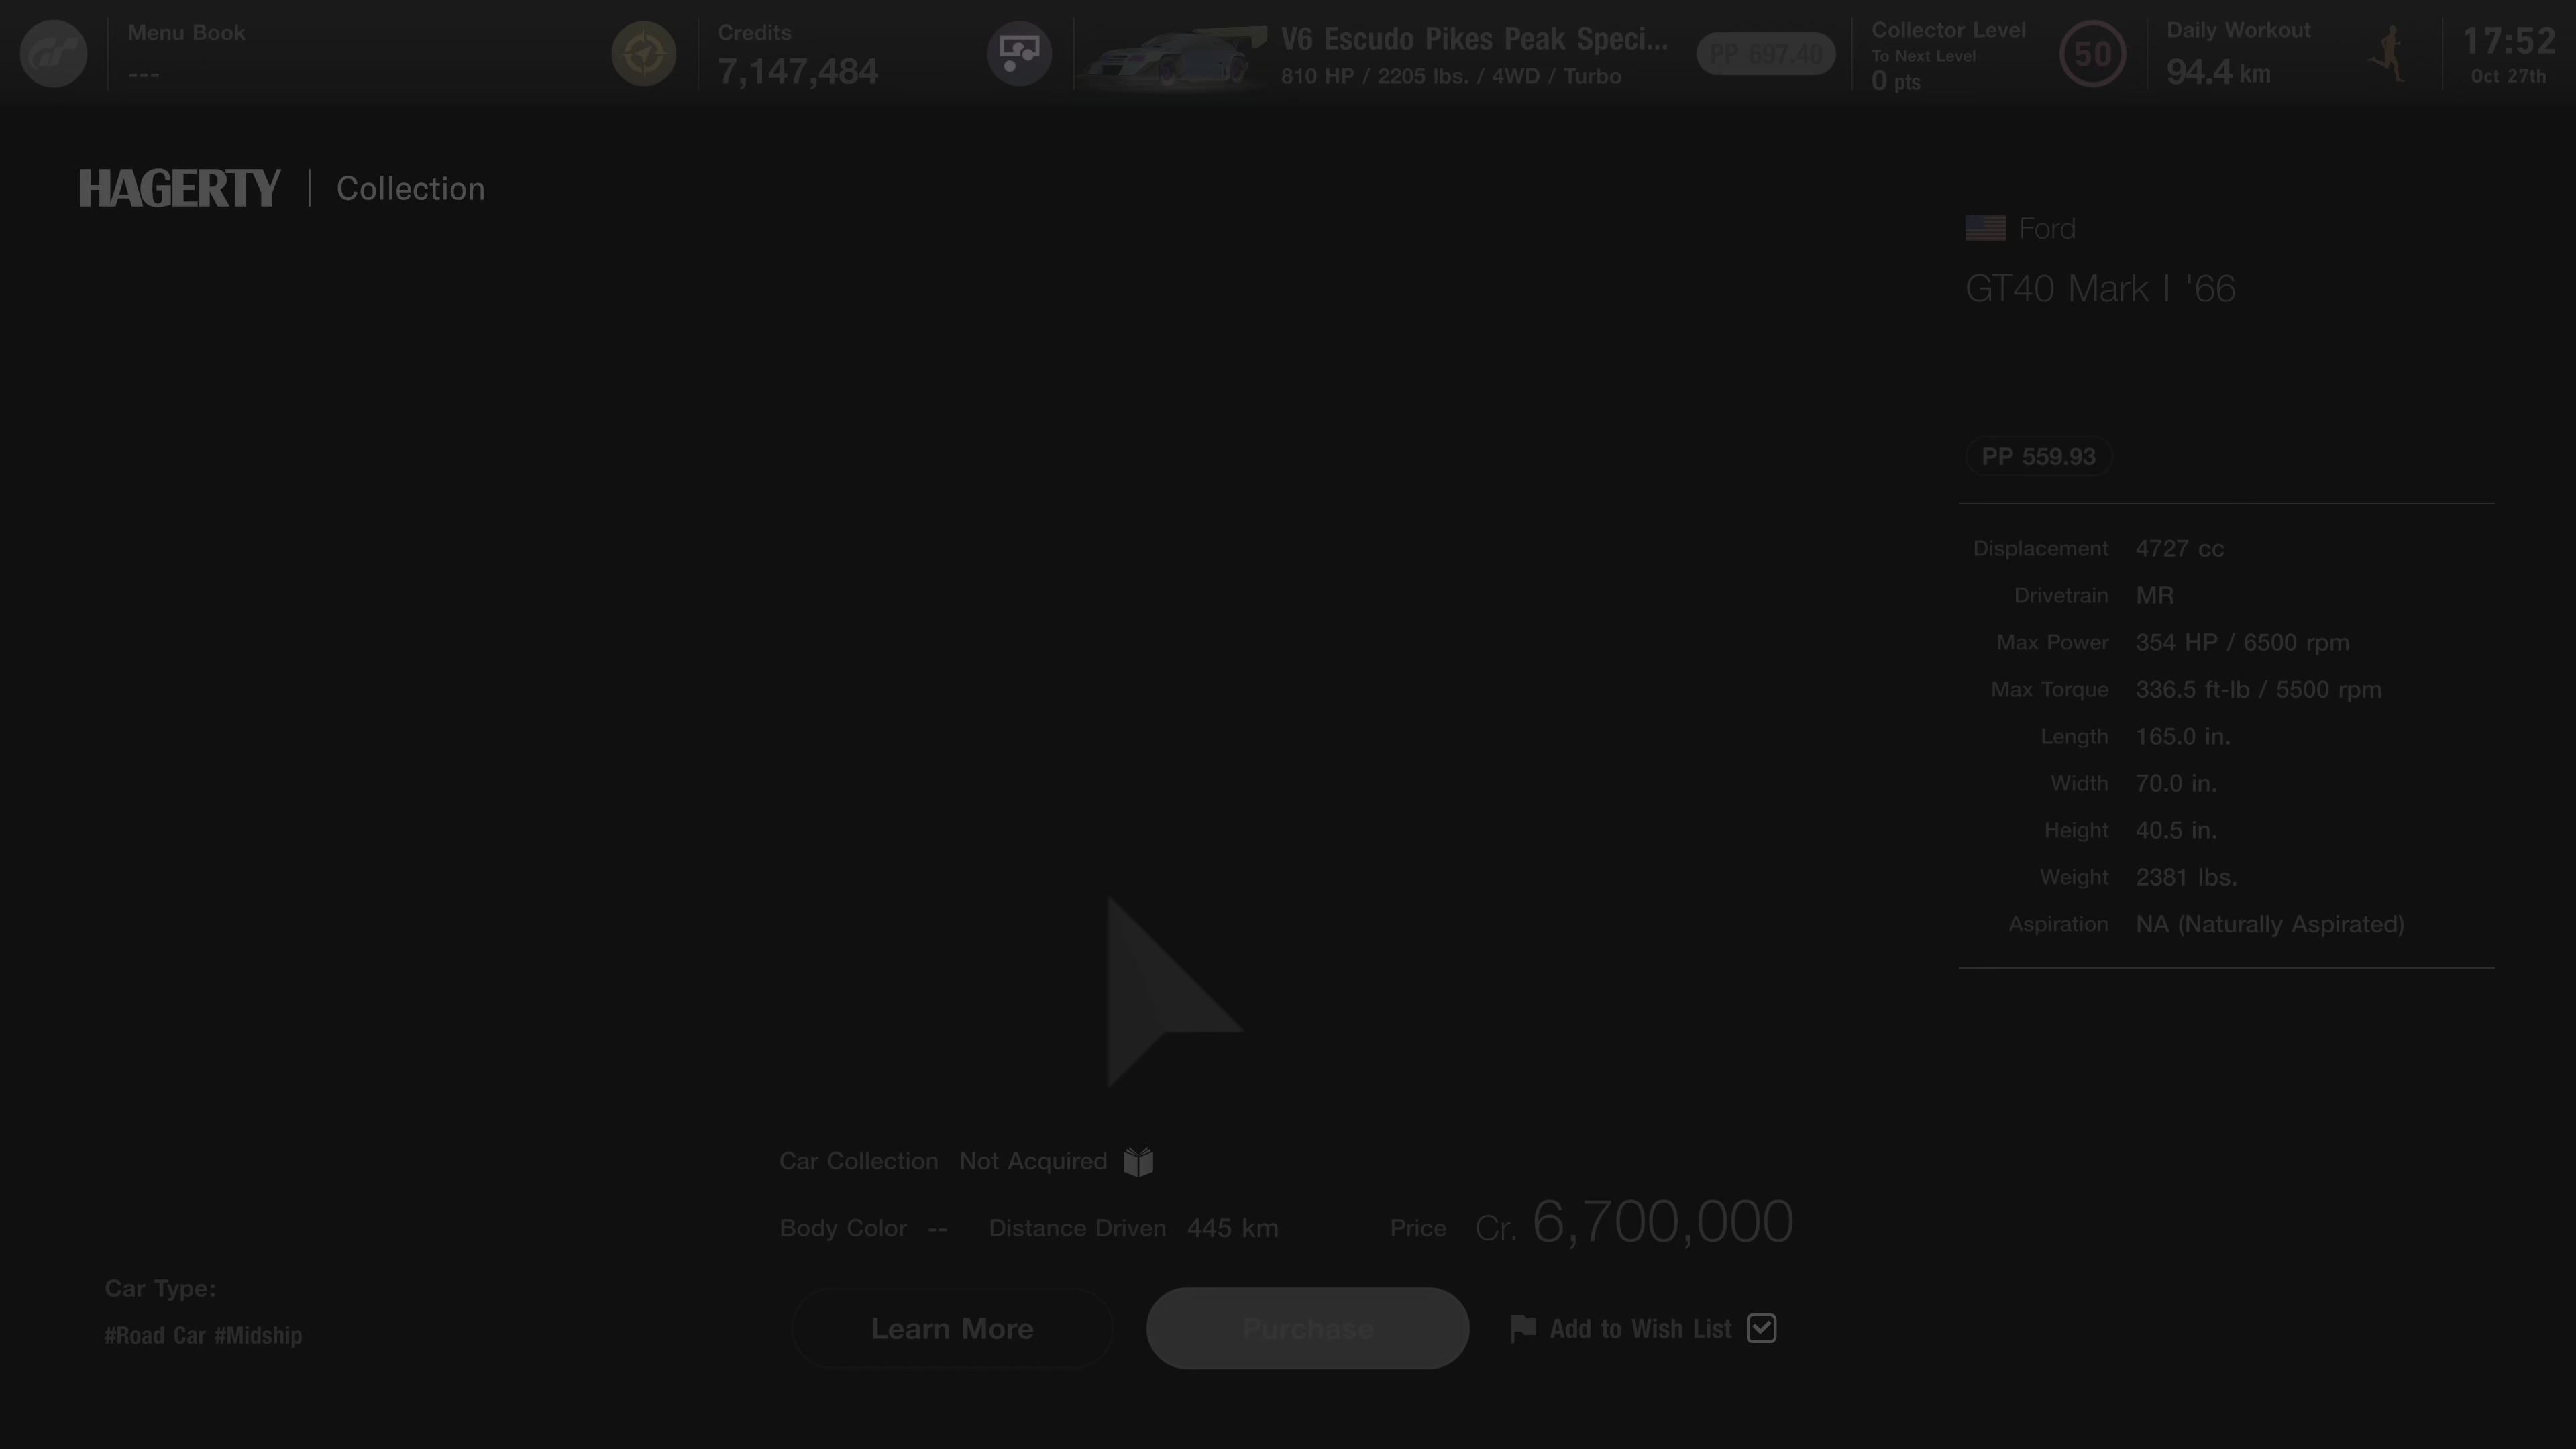 Menu Book
---
Credits
7,147,484
V6 Escudo Pikes Peak Speci...
810 HP / 2205 lbs. / 4WD / Turbo
PP 697.40
Collector Level
To Next Level
0 pts
50
Daily Workout
94.4 km
17:52
Oct 27th
HAGERTY | Collection
Ford
GT40 Mark I '66
PP 559.93
Displacement 4727 cc
Drivetrain MR
Max Power 354 HP / 6500 rpm
Max Torque 336.5 ft-lb / 5500 rpm
Length 165.0 in.
Width 70.0 in.
Height 40.5 in.
Weight 2381 lbs.
Aspiration NA (Naturally Aspirated)
Car Collection Not Acquired
Body Color -- Distance Driven 445 km Price Cr. 6,700,000
Car Type:
#Road Car #Midship
Learn More Purchase Add to Wish List